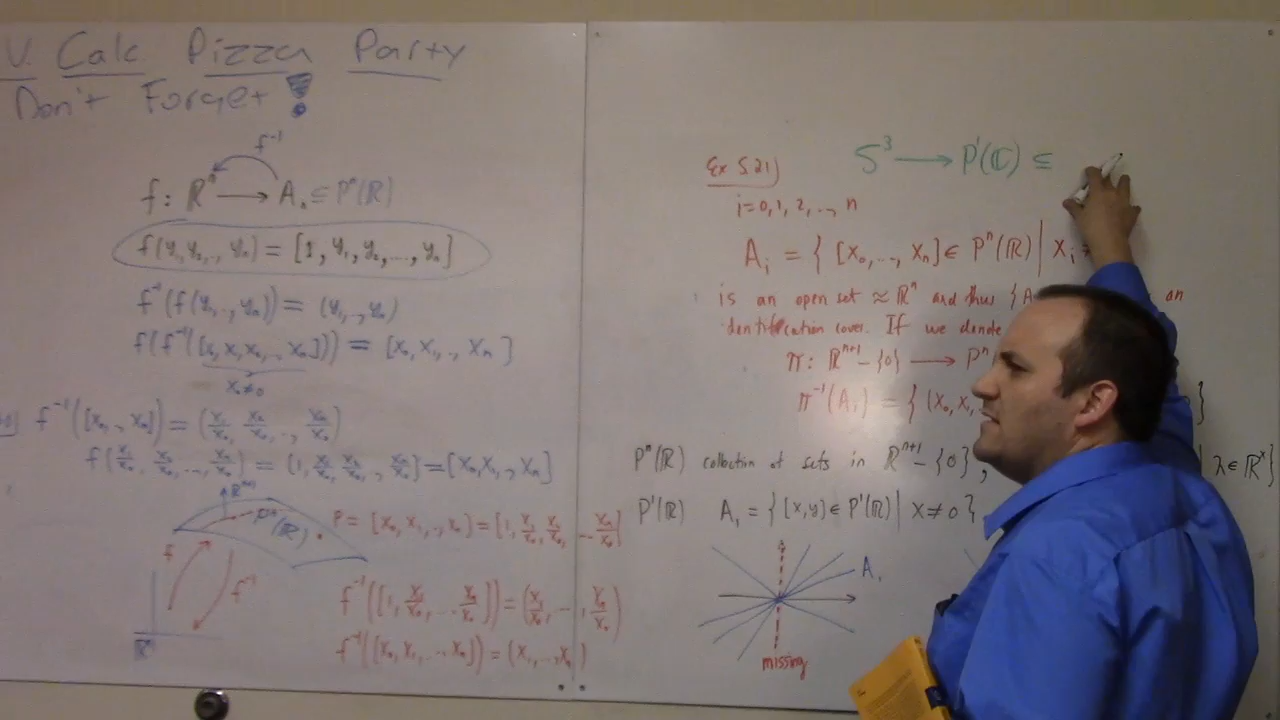 V. Calc Pizza Party
Don't Forget!
f⁻¹
f: Rⁿ → A₀ ⊆ Pⁿ(R)
f(y₁, y₂, .., yₙ) = [1, y₁, y₂, ..., yₙ]
f⁻¹(f(y₁, .., yₙ)) = (y₁, .., yₙ)
f(f⁻¹([x₀, x₁, x₂, .., xₙ])) = [x₀, x₁, .., xₙ]
x₀≠0
f⁻¹([x₀, .., xₙ]) = (x₁/x₀, x₂/x₀, .., xₙ/x₀)
f(x₁/x₀, x₂/x₀, ..., xₙ/x₀) = [1, x₁/x₀, x₂/x₀, .., xₙ/x₀] = [x₀, x₁, .., xₙ]
Rⁿ⁺¹
Pⁿ(R)
f
f⁻¹
Rⁿ
P = [x₀, x₁, .., xₙ] = [1, x₁/x₀, x₂/x₀, ... xₙ/x₀]
f⁻¹([1, x₁/x₀, ..., xₙ/x₀]) = (x₁/x₀, ..., xₙ/x₀)
f⁻¹([x₀, x₁, ..., xₙ]) = (x₁, ..., xₙ)
S³ → P¹(ℂ) ⊆
Ex 5.21)
i = 0, 1, 2, .., n
Aᵢ = { [x₀, ..., xₙ] ∈ Pⁿ(ℝ) | xᵢ
is an open set ≈ ℝⁿ and thus {A an
identification cover. If we denote
π: ℝⁿ⁺¹ - {0} → Pⁿ
π⁻¹(Aᵢ) = { (x₀, x₁, }
Pⁿ(ℝ) collection of sets in ℝⁿ⁺¹ - {0}, | λ ∈ ℝˣ}
P¹(ℝ) A₁ = { [x, y] ∈ P¹(ℝ) | x ≠ 0 }
A₁
missing